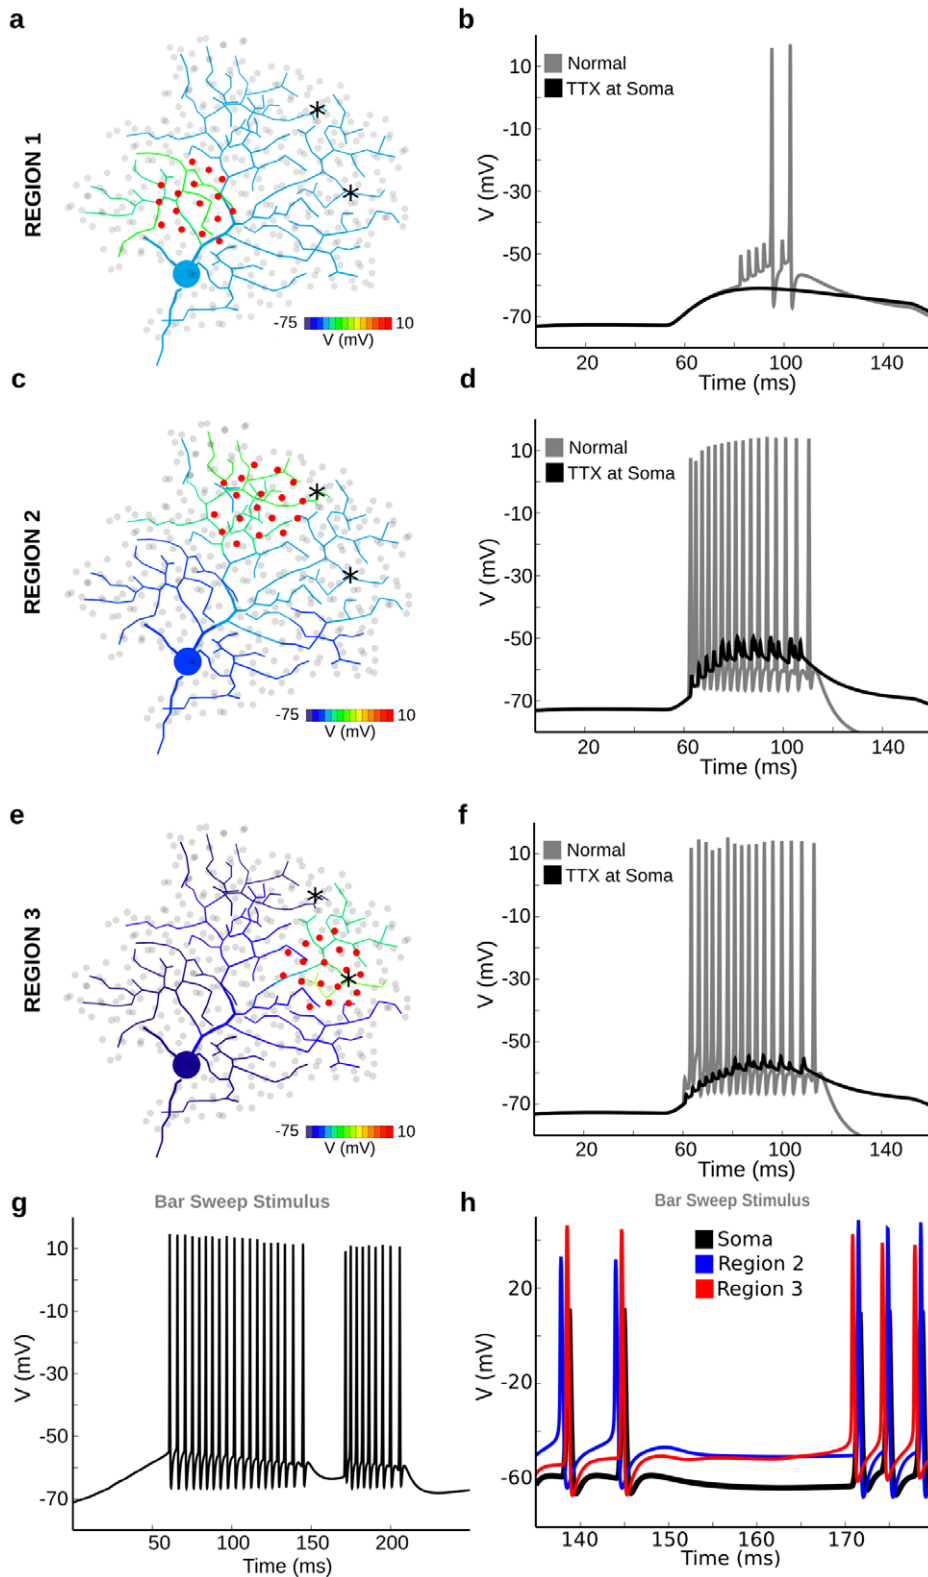 a
REGION 1
-75 10
V (mV)
b
Normal
TTX at Soma
V (mV)
10
-10
-30
-50
-70
20 60 100 140
Time (ms)
c
REGION 2
-75 10
V (mV)
d
Normal
TTX at Soma
V (mV)
10
-10
-30
-50
-70
20 60 100 140
Time (ms)
e
REGION 3
-75 10
V (mV)
f
Normal
TTX at Soma
V (mV)
10
-10
-30
-50
-70
20 60 100 140
Time (ms)
g
Bar Sweep Stimulus
V (mV)
10
-10
-30
-50
-70
50 100 150 200
Time (ms)
h
Bar Sweep Stimulus
Soma
Region 2
Region 3
V (mV)
20
-20
-60
140 150 160 170
Time (ms)